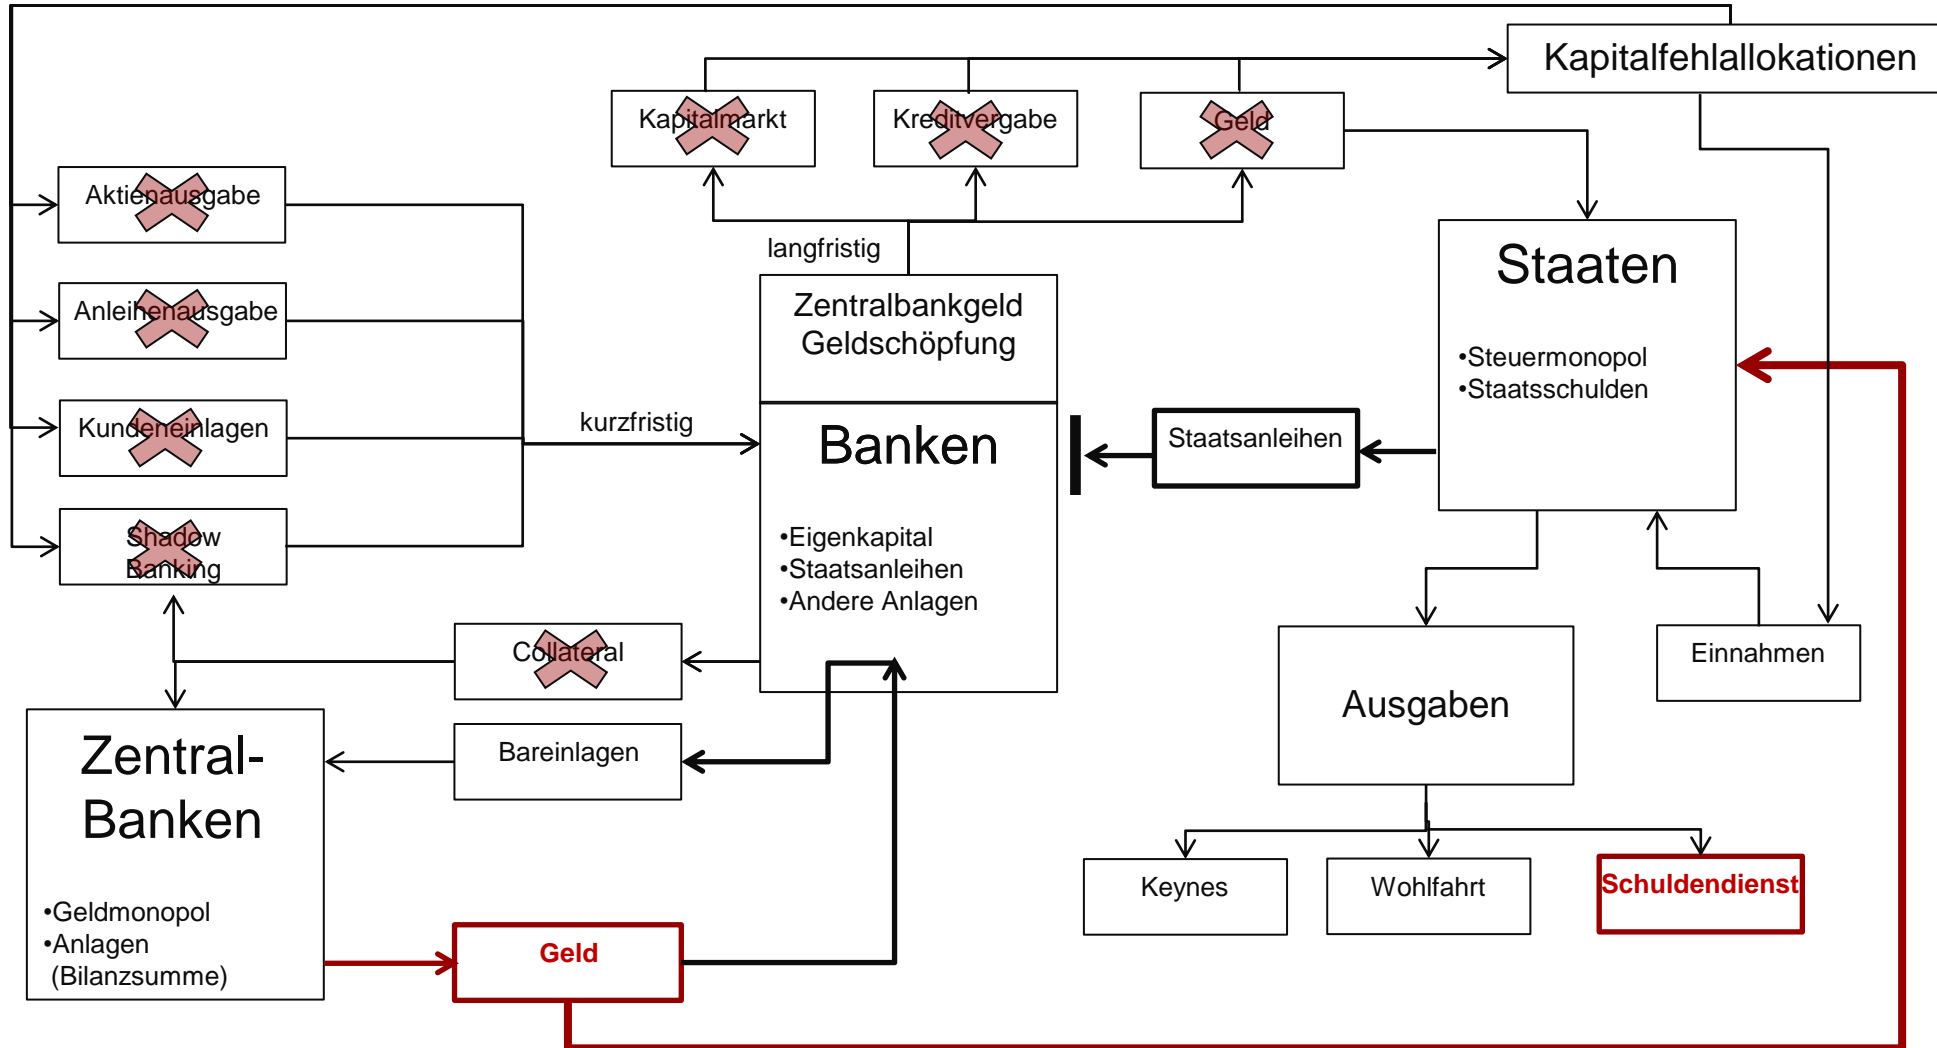 Kapitalfehlallokationen
Kapitalmarkt
Kreditvergabe
Geld
Aktienausgabe
Anleihenausgabe
Kundeneinlagen
Shadow
Banking
kurzfristig
langfristig
Zentralbankgeld
Geldschöpfung
Banken
•Eigenkapital
•Staatsanleihen
•Andere Anlagen
Staatsanleihen
Staaten
•Steuermonopol
•Staatsschulden
Collateral
Bareinlagen
Zentral-
Banken
•Geldmonopol
•Anlagen
(Bilanzsumme)
Geld
Ausgaben
Einnahmen
Keynes
Wohlfahrt
Schuldendienst